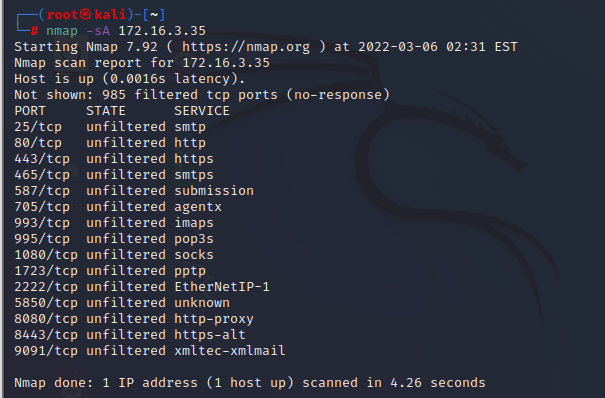 ┌──(root㉿kali)-[~]
└─# nmap -sA 172.16.3.35
Starting Nmap 7.92 ( https://nmap.org ) at 2022-03-06 02:31 EST
Nmap scan report for 172.16.3.35
Host is up (0.0016s latency).
Not shown: 985 filtered tcp ports (no-response)
PORT     STATE      SERVICE
25/tcp   unfiltered smtp
80/tcp   unfiltered http
443/tcp  unfiltered https
465/tcp  unfiltered smtps
587/tcp  unfiltered submission
705/tcp  unfiltered agentx
993/tcp  unfiltered imaps
995/tcp  unfiltered pop3s
1080/tcp unfiltered socks
1723/tcp unfiltered pptp
2222/tcp unfiltered EtherNetIP-1
5850/tcp unfiltered unknown
8080/tcp unfiltered http-proxy
8443/tcp unfiltered https-alt
9091/tcp unfiltered xmltec-xmlmail
Nmap done: 1 IP address (1 host up) scanned in 4.26 seconds